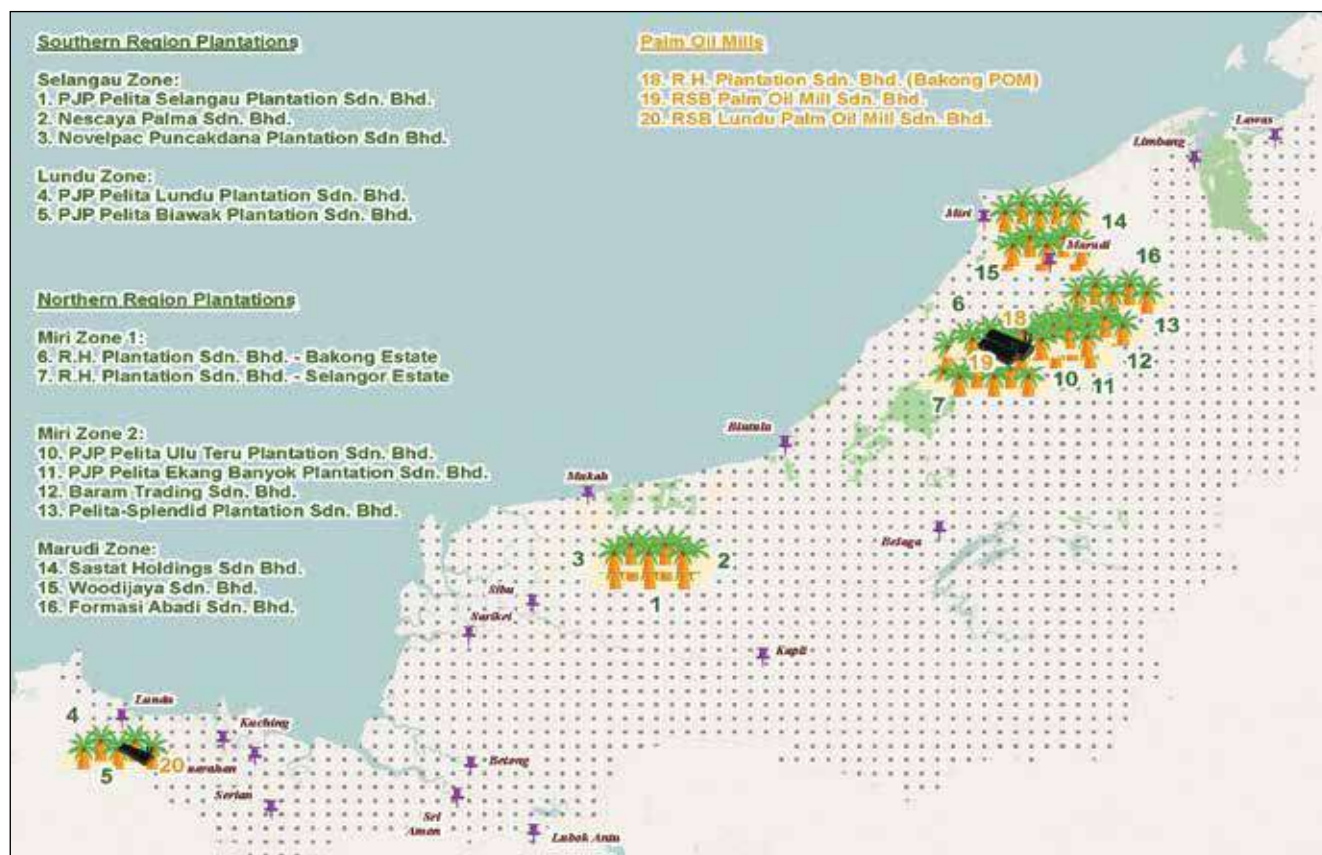 Southern Region Plantations
Selangau Zone:
1. PJP Pelita Selangau Plantation Sdn. Bhd.
2. Nescaya Palma Sdn. Bhd.
3. Novelpac Puncakdana Plantation Sdn Bhd.
Lundu Zone:
4. PJP Pelita Lundu Plantation Sdn. Bhd.
5. PJP Pelita Biawak Plantation Sdn. Bhd.
Northern Region Plantations
Miri Zone 1:
6. R.H. Plantation Sdn. Bhd. - Bakong Estate
7. R.H. Plantation Sdn. Bhd. - Selangor Estate
Miri Zone 2:
10. PJP Pelita Ulu Teru Plantation Sdn. Bhd.
11. PJP Pelita Ekang Banyok Plantation Sdn. Bhd.
12. Baram Trading Sdn. Bhd.
13. Pelita-Splendid Plantation Sdn. Bhd.
Marudi Zone:
14. Sastat Holdings Sdn Bhd.
15. Woodijaya Sdn. Bhd.
16. Formasi Abadi Sdn. Bhd.
Palm Oil Mills
18. R.H. Plantation Sdn. Bhd. (Bakong POM)
19. RSB Palm Oil Mill Sdn. Bhd.
20. RSB Lundu Palm Oil Mill Sdn. Bhd.
Lawas
Limbang
Miri
14
Marudi
15
16
6
18
13
19
12
10
11
7
Bintulu
Mukah
Belaga
3
2
1
Sibu
Sarikei
Kapit
Lundu
4
Kuching
20
5
narahan
Betong
Serian
Sri
Aman
Lubok Antu